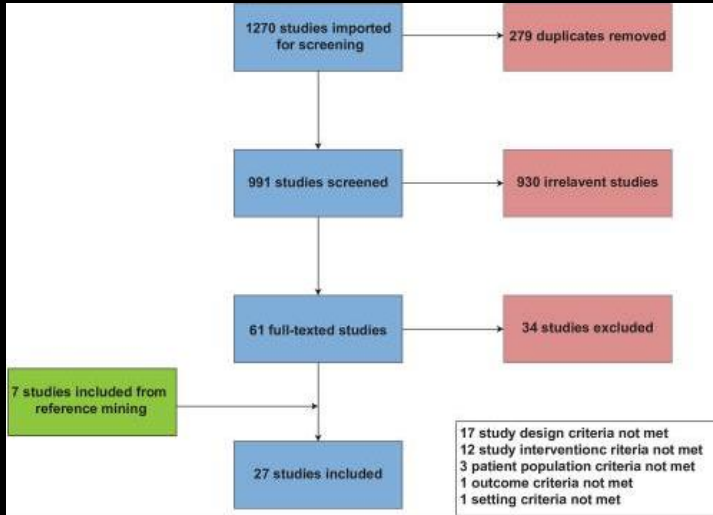 1270 studies imported
for screening
279 duplicates removed
991 studies screened
930 irrelavent studies
61 full-texted studies
34 studies excluded
7 studies included from
reference mining
27 studies included
17 study design criteria not met
12 study interventionc riteria not met
3 patient population criteria not met
1 outcome criteria not met
1 setting criteria not met